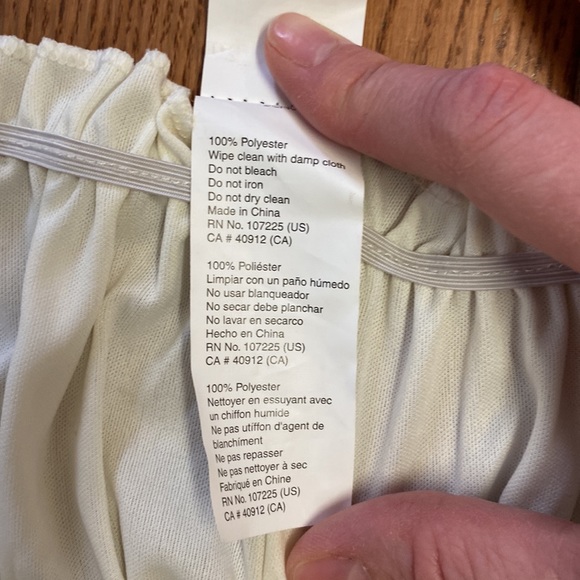 100% Polyester
Wipe clean with damp cloth
Do not bleach
Do not iron
Do not dry clean
Made in China
RN No. 107225 (US)
CA # 40912 (CA)
100% Poliéster
Limpiar con un paño húmedo
No usar blanqueador
No secar debe planchar
No lavar en secarco
Hecho en China
RN No. 107225 (US)
CA # 40912 (CA)
100% Polyester
Nettoyer en essuyant avec
un chiffon humide
Ne pas utiffon d'agent de
blanchiment
Ne pas repasser
Ne pas nettoyer à sec
Fabriqué en Chine
RN No. 107225 (US)
CA # 40912 (CA)